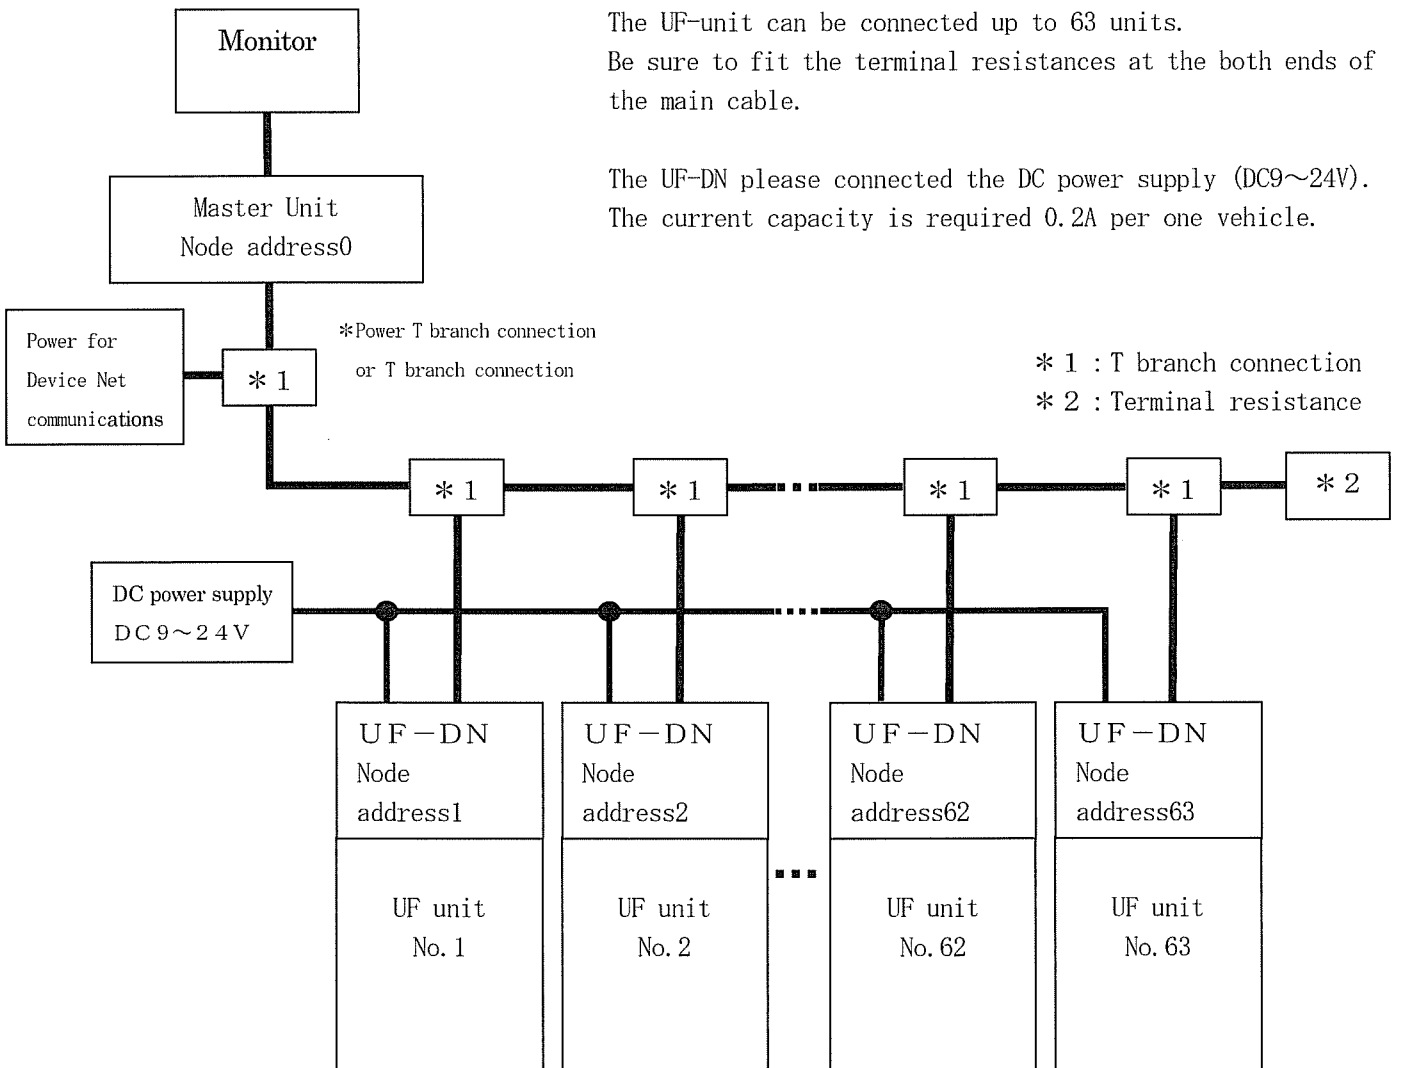 Monitor
The UF-unit can be connected up to 63 units.
Be sure to fit the terminal resistances at the both ends of
the main cable.
The UF-DN please connected the DC power supply (DC9～24V).
The current capacity is required 0.2A per one vehicle.
Master Unit
Node address0
Power for
Device Net
communications
＊1
＊Power T branch connection
or T branch connection
＊1 : T branch connection
＊2 : Terminal resistance
＊1
＊1
＊1
＊1
＊2
DC power supply
DC9～24V
UF－DN
Node
address1
UF－DN
Node
address2
UF－DN
Node
address62
UF－DN
Node
address63
UF unit
No.1
UF unit
No.2
UF unit
No.62
UF unit
No.63